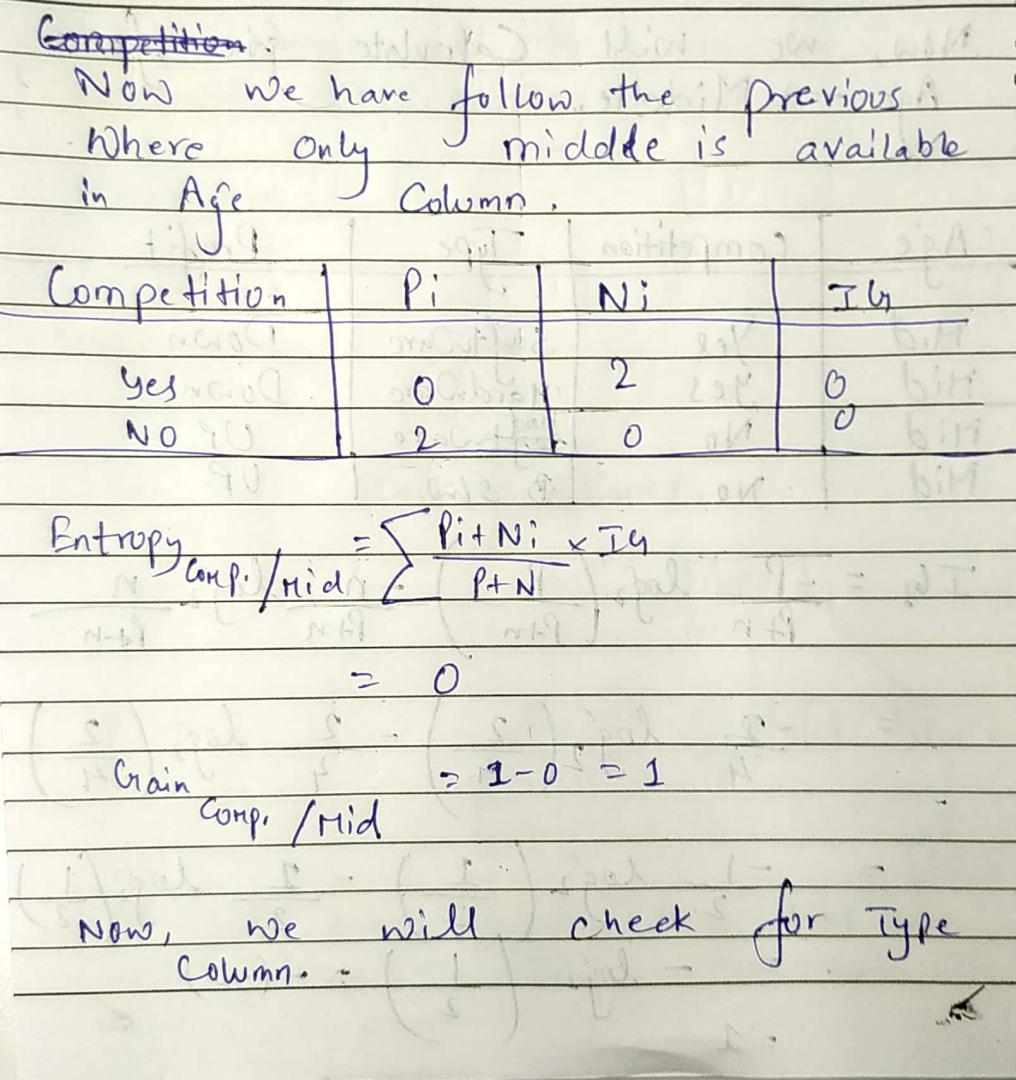 Competition
Now we have follow the previous
where only middle is available
in Age Column.
Competition Pi Ni IG
Yes 0 2 0
NO 2 0 0
Entropy Comp./Mid = ∑ Pi+Ni/P+N × IG
= 0
Gain Comp./Mid = 1-0 = 1
Now, we will check for Type
Column.